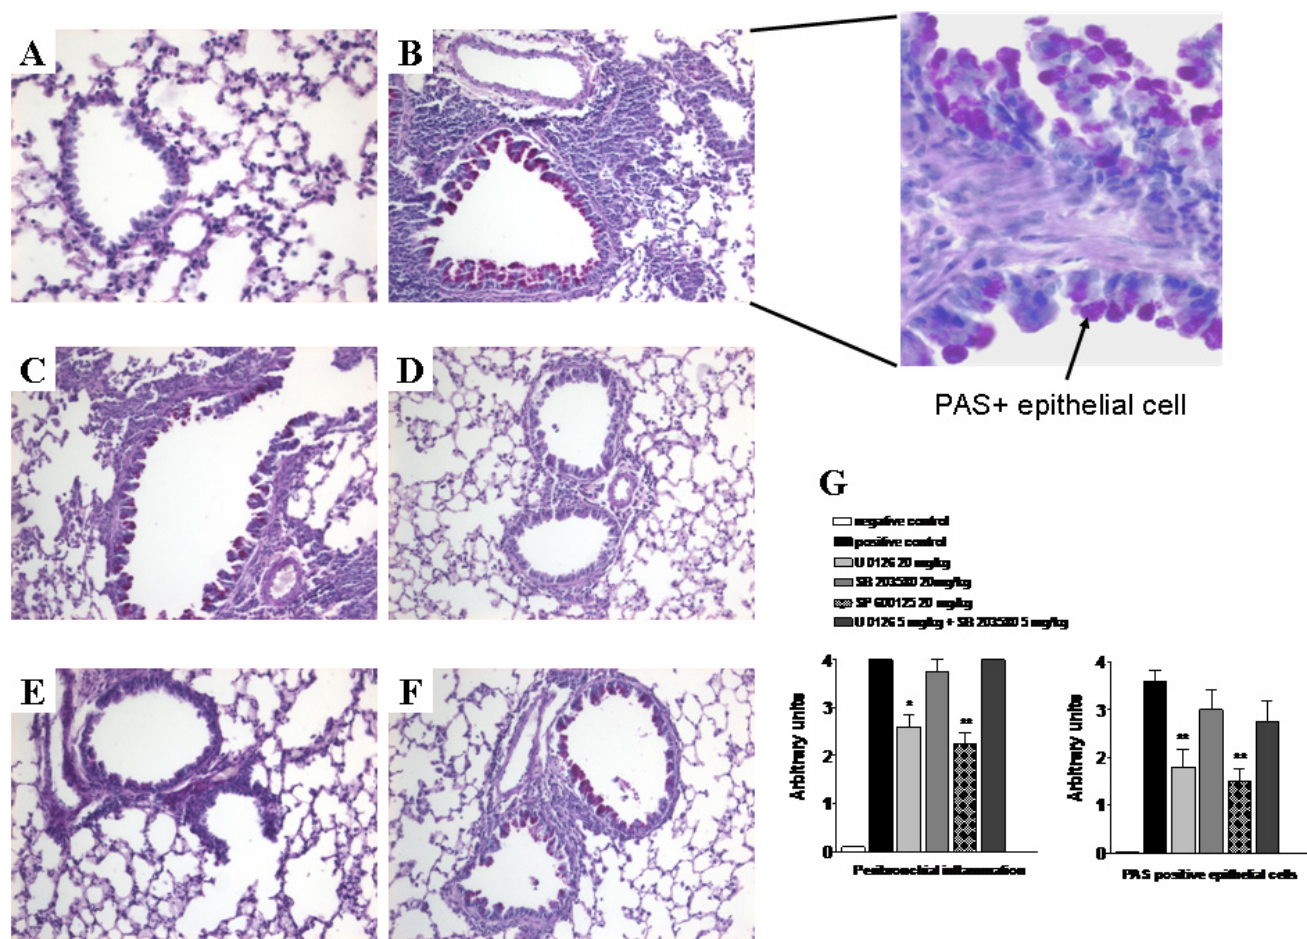 A
B
PAS+ epithelial cell
C
D
E
F
G
negative control
positive control
U 0126 20 mg/kg
SB 203580 20mg/kg
SP 600125 20 mg/kg
U 0126 5 mg/kg + SB 203580 5 mg/kg
4
3
2
1
0
Arbitrary units
*
**
Peribronchial inflammation
4
3
2
1
0
Arbitrary units
**
**
PAS positive epithelial cells